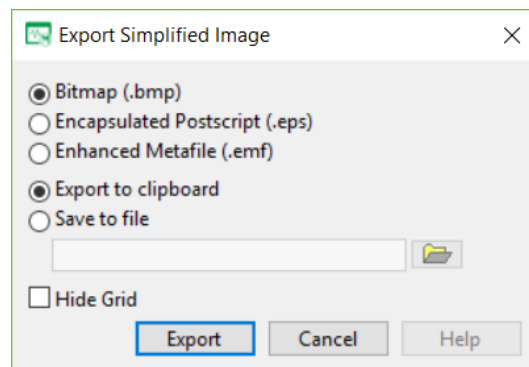 Export Simplified Image
Bitmap (.bmp)
Encapsulated Postscript (.eps)
Enhanced Metafile (.emf)
Export to clipboard
Save to file
Hide Grid
Export Cancel Help